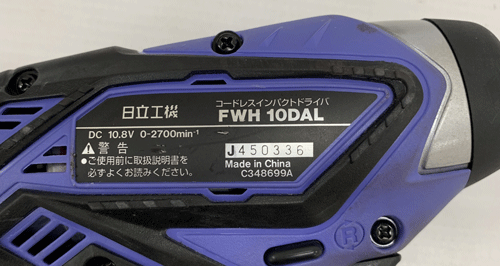 日立工機
コードレスインパクトドライバ
FWH 10DAL
DC 10.8V 0-2700min⁻¹
⚠ 警告
●ご使用前に取扱説明書を
必ずよくお読みください。
J450336
Made in China
C348699A
R